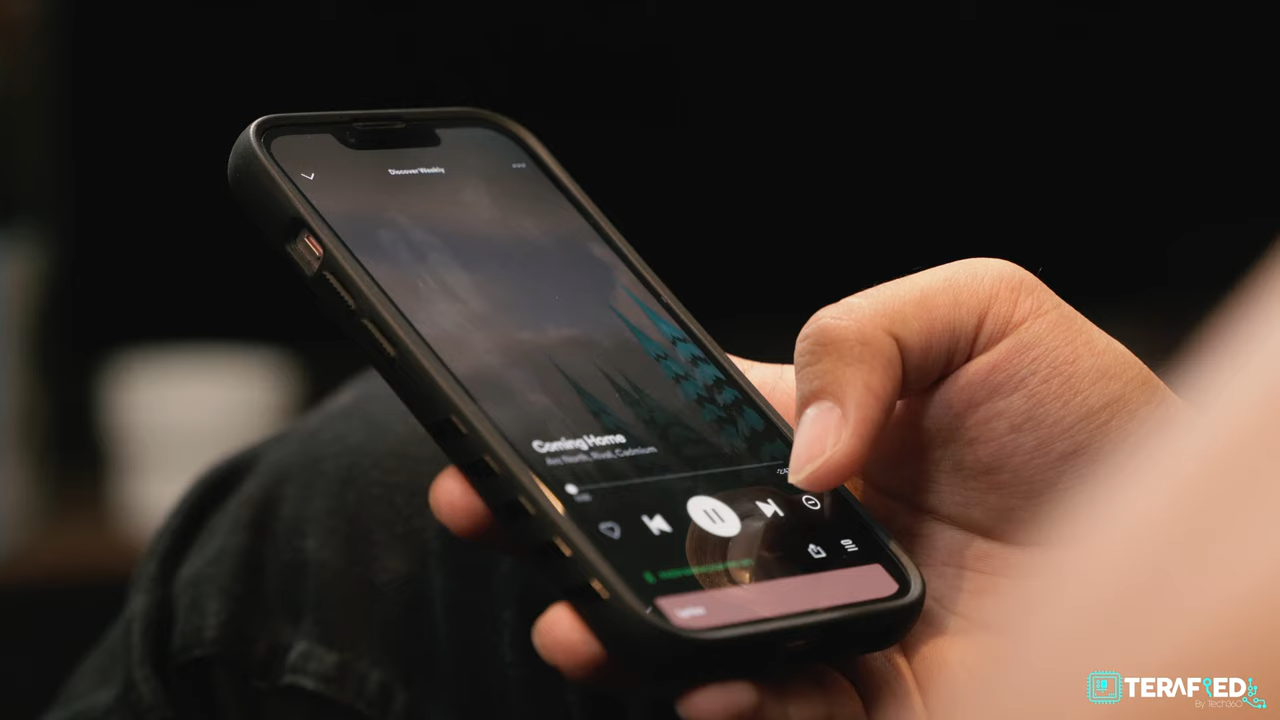 Discover Weekly
Coming Home
Arc North, Rival, Cadmium
TERAFIED
By Tech360